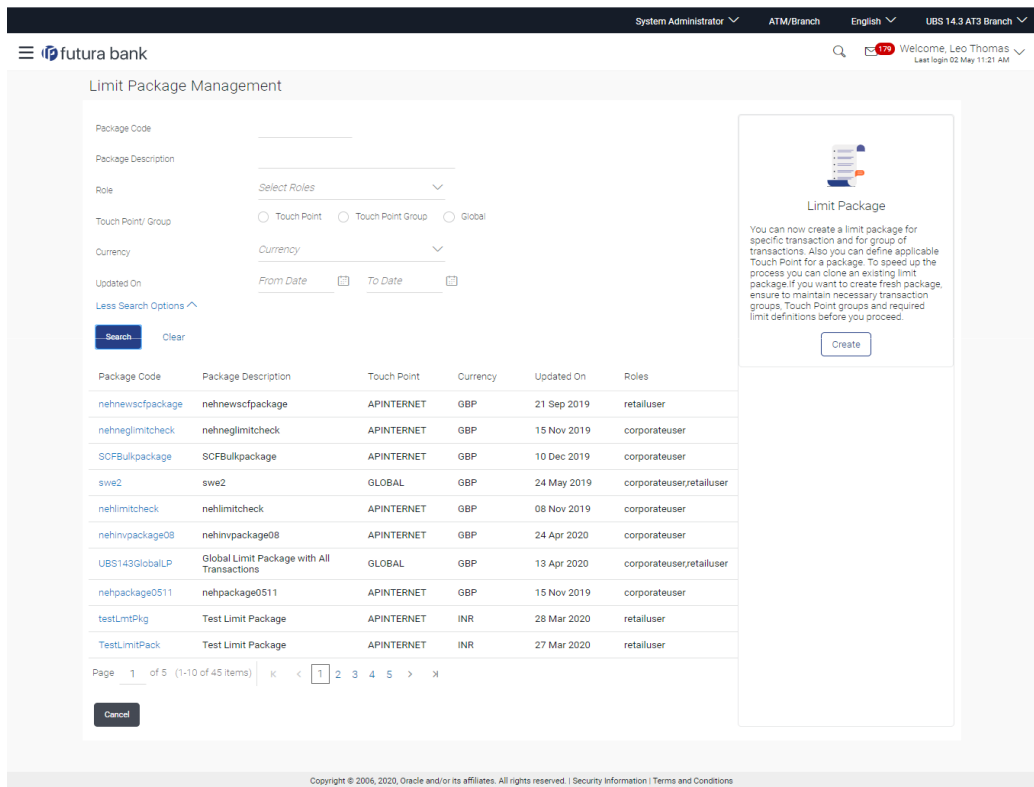 System Administrator ATM/Branch English UBS 14.3 AT3 Branch
futura bank 179 Welcome, Leo Thomas
Last login 02 May 11:21 AM
Limit Package Management
Package Code
Package Description
Role Select Roles
Touch Point/ Group Touch Point Touch Point Group Global
Currency Currency
Updated On From Date To Date
Less Search Options
Search Clear
Limit Package
You can now create a limit package for
specific transaction and for group of
transactions. Also you can define applicable
Touch Point for a package. To speed up the
process you can clone an existing limit
package.If you want to create fresh package,
ensure to maintain necessary transaction
groups, Touch Point groups and required
limit definitions before you proceed.
Create
Package Code Package Description Touch Point Currency Updated On Roles
nehnewscfpackage nehnewscfpackage APINTERNET GBP 21 Sep 2019 retailuser
nehneglimitcheck nehneglimitcheck APINTERNET GBP 15 Nov 2019 corporateuser
SCFBulkpackage SCFBulkpackage APINTERNET GBP 10 Dec 2019 corporateuser
swe2 swe2 GLOBAL GBP 24 May 2019 corporateuser,retailuser
nehlimitcheck nehlimitcheck APINTERNET GBP 08 Nov 2019 corporateuser
nehinvpackage08 nehinvpackage08 APINTERNET GBP 24 Apr 2020 corporateuser
UBS143GlobalLP Global Limit Package with All Transactions GLOBAL GBP 13 Apr 2020 corporateuser,retailuser
nehpackage0511 nehpackage0511 APINTERNET GBP 15 Nov 2019 corporateuser
testLmtPkg Test Limit Package APINTERNET INR 28 Mar 2020 retailuser
TestLimitPack Test Limit Package APINTERNET INR 27 Mar 2020 retailuser
Page 1 of 5 (1-10 of 45 items) 1 2 3 4 5
Cancel
Copyright © 2006, 2020, Oracle and/or its affiliates. All rights reserved. | Security Information | Terms and Conditions